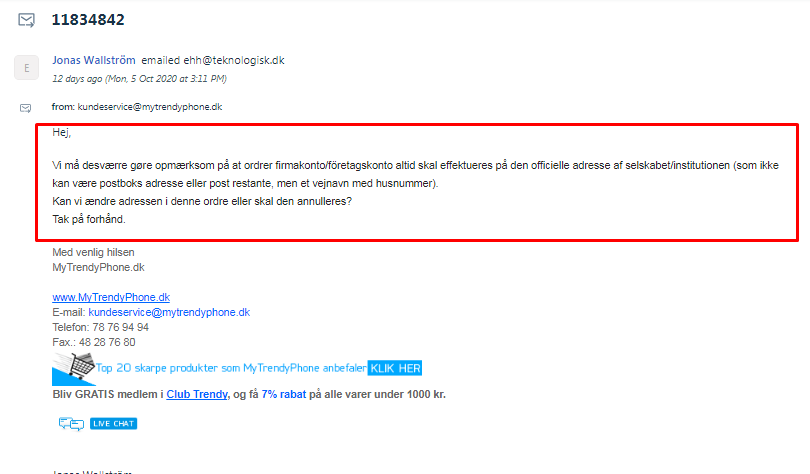 11834842
E
Jonas Wallström emailed ehh@teknologisk.dk
12 days ago (Mon, 5 Oct 2020 at 3:11 PM)
from: kundeservice@mytrendyphone.dk
Hej,
Vi må desværre gøre opmærksom på at ordrer firmakonto/företagskonto altid skal effektueres på den officielle adresse af selskabet/institutionen (som ikke
kan være postboks adresse eller post restante, men et vejnavn med husnummer).
Kan vi ændre adressen i denne ordre eller skal den annulleres?
Tak på forhånd.
Med venlig hilsen
MyTrendyPhone.dk
www.MyTrendyPhone.dk
E-mail: kundeservice@mytrendyphone.dk
Telefon: 78 76 94 94
Fax.: 48 28 76 80
Top 20 skarpe produkter som MyTrendyPhone anbefaler KLIK HER
Bliv GRATIS medlem i Club Trendy, og få 7% rabat på alle varer under 1000 kr.
LIVE CHAT
Jonas Wallström